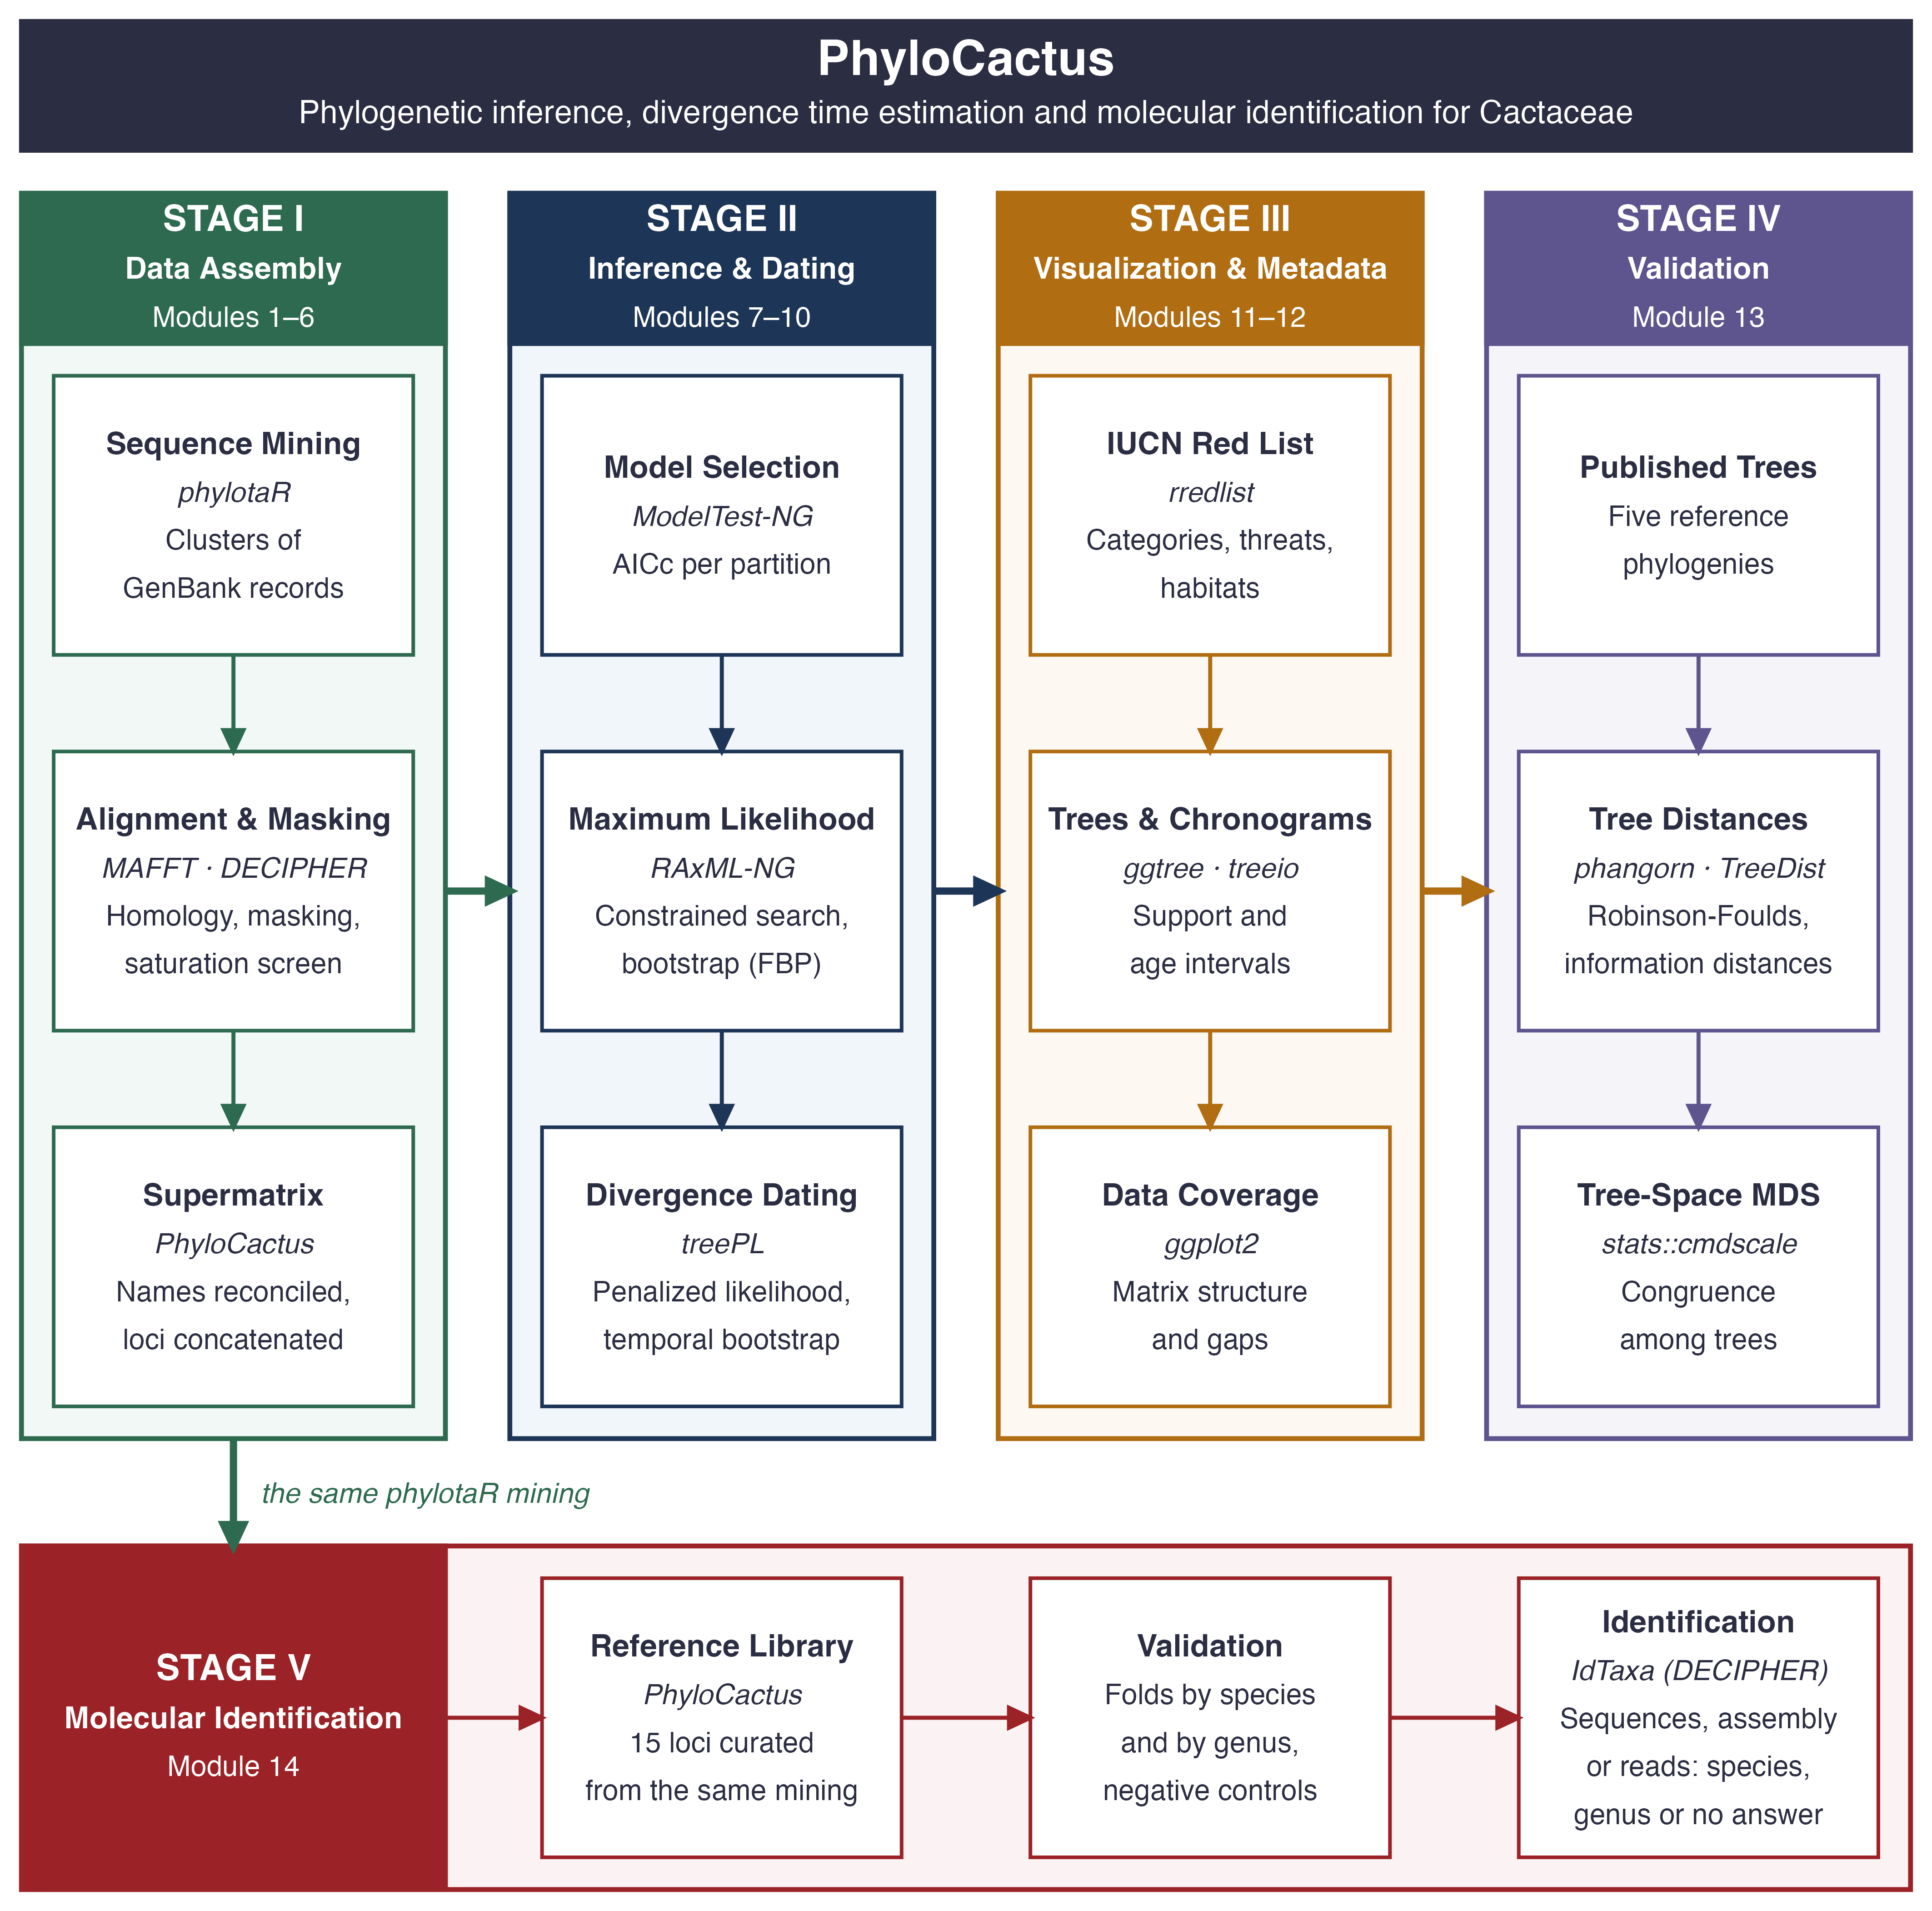 PhyloCactus
Phylogenetic inference, divergence time estimation and molecular identification for Cactaceae
STAGE I
Data Assembly
Modules 1–6
Sequence Mining
phylotaR
Clusters of
GenBank records
Alignment & Masking
MAFFT · DECIPHER
Homology, masking,
saturation screen
Supermatrix
PhyloCactus
Names reconciled,
loci concatenated
STAGE II
Inference & Dating
Modules 7–10
Model Selection
ModelTest-NG
AICc per partition
Maximum Likelihood
RAxML-NG
Constrained search,
bootstrap (FBP)
Divergence Dating
treePL
Penalized likelihood,
temporal bootstrap
STAGE III
Visualization & Metadata
Modules 11–12
IUCN Red List
rredlist
Categories, threats,
habitats
Trees & Chronograms
ggtree · treeio
Support and
age intervals
Data Coverage
ggplot2
Matrix structure
and gaps
STAGE IV
Validation
Module 13
Published Trees
Five reference
phylogenies
Tree Distances
phangorn · TreeDist
Robinson-Foulds,
information distances
Tree-Space MDS
stats::cmdscale
Congruence
among trees
the same phylotaR mining
STAGE V
Molecular Identification
Module 14
Reference Library
PhyloCactus
15 loci curated
from the same mining
Validation
Folds by species
and by genus,
negative controls
Identification
IdTaxa (DECIPHER)
Sequences, assembly
or reads: species,
genus or no answer